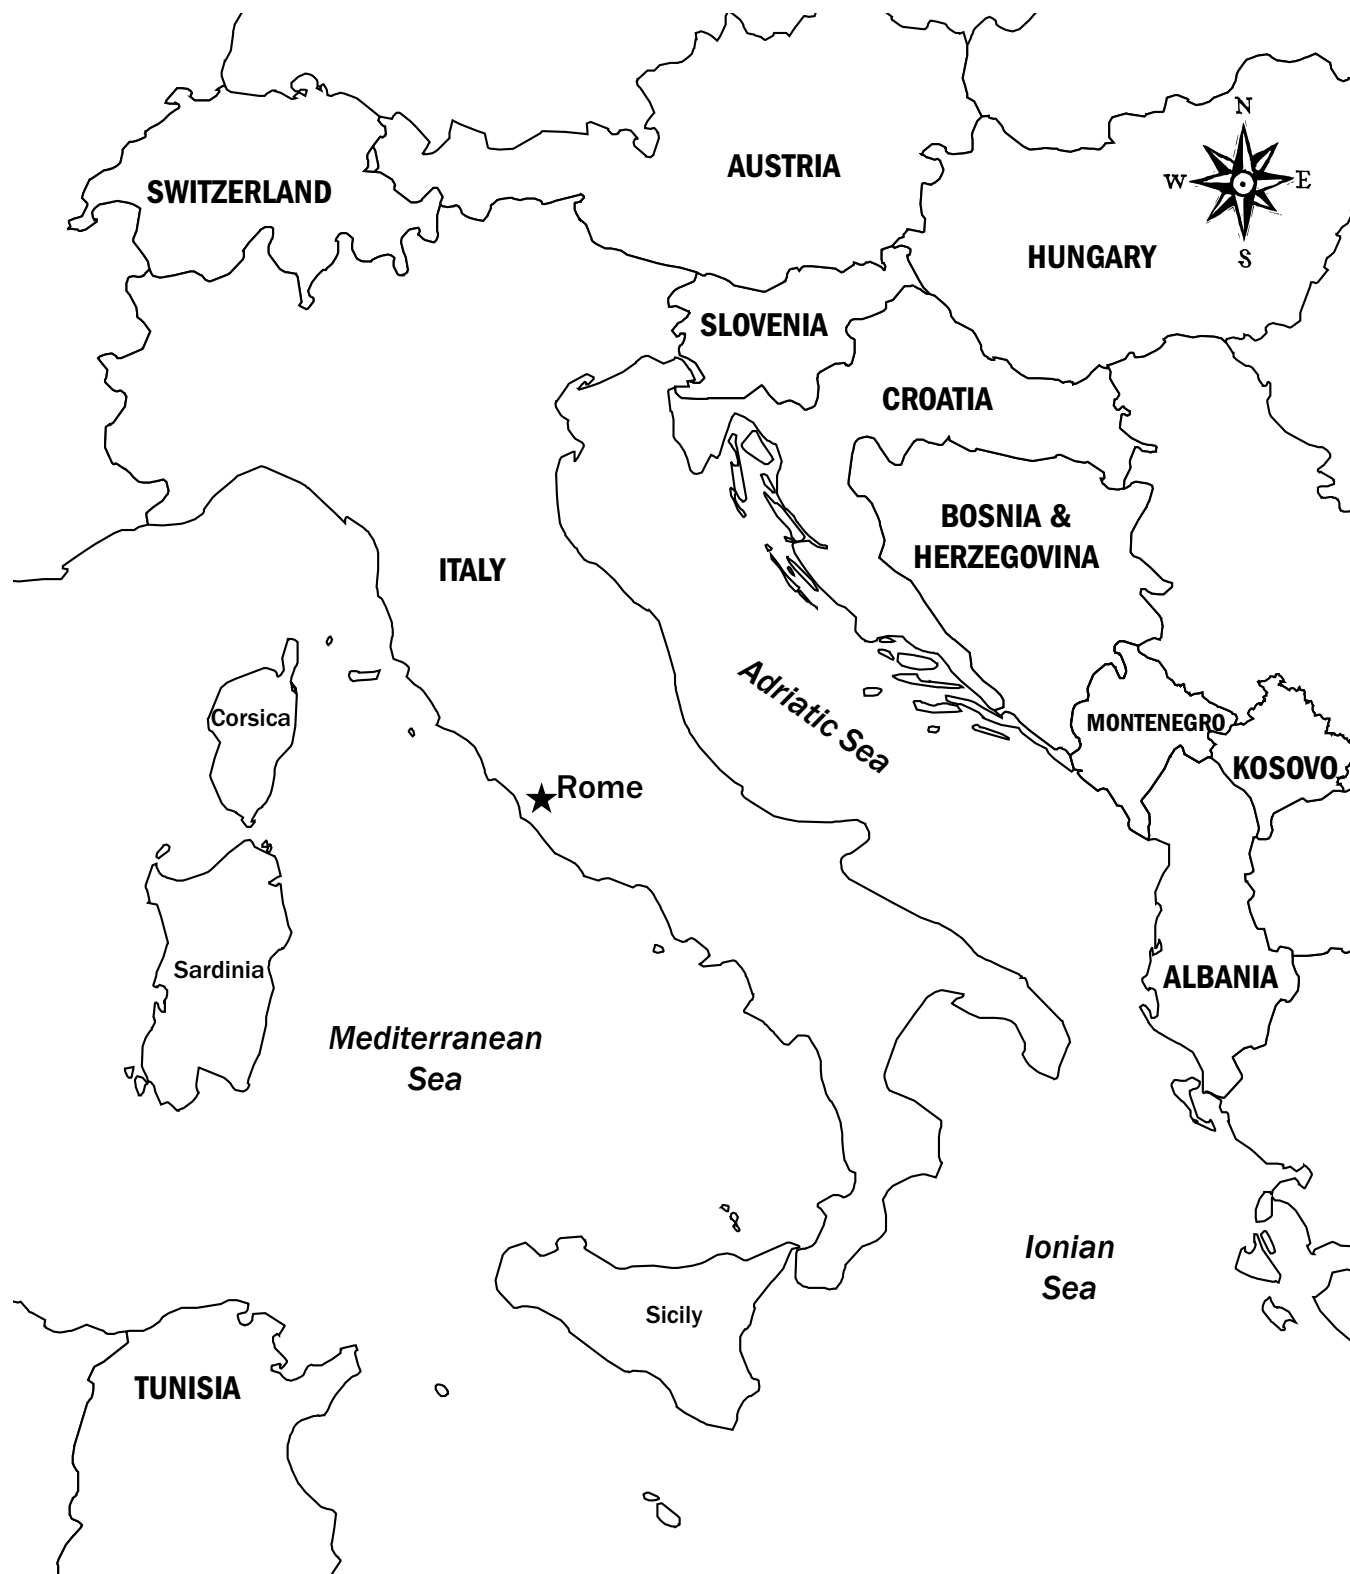 N
AUSTRIA
W
E
SWITZERLAND
HUNGARY
S
SLOVENIA
CROATIA
BOSNIA &
HERZEGOVINA
ITALY
Adriatic Sea
Corsica
MONTENEGRO
KOSOVO
Rome
Sardinia
ALBANIA
Mediterranean
Sea
Ionian
Sea
Sicily
TUNISIA